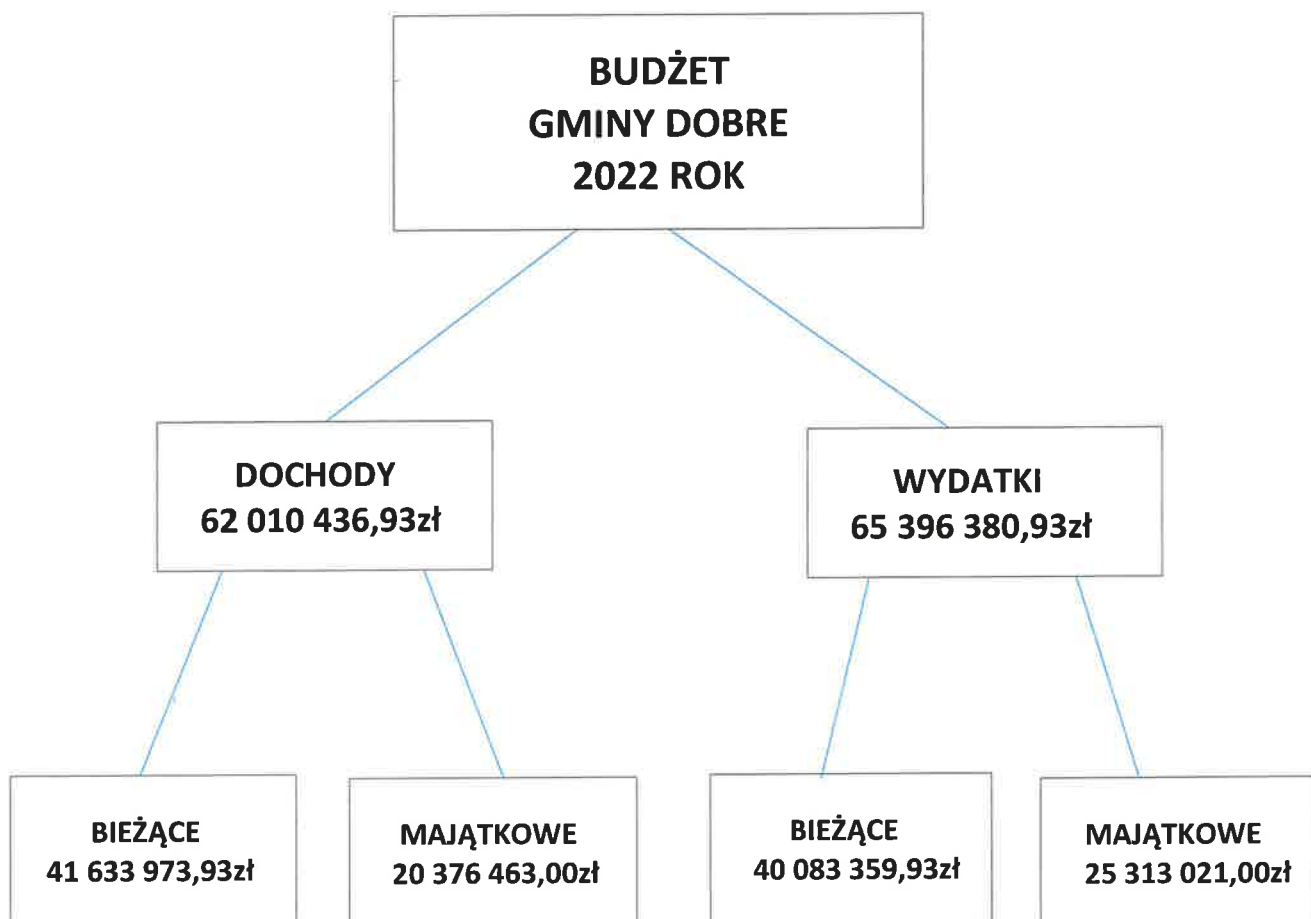 BUDŻET
GMINY DOBRE
2022 ROK
DOCHODY
62 010 436,93zł
WYDATKI
65 396 380,93zł
BIEŻĄCE
41 633 973,93zł
MAJĄTKOWE
20 376 463,00zł
BIEŻĄCE
40 083 359,93zł
MAJĄTKOWE
25 313 021,00zł